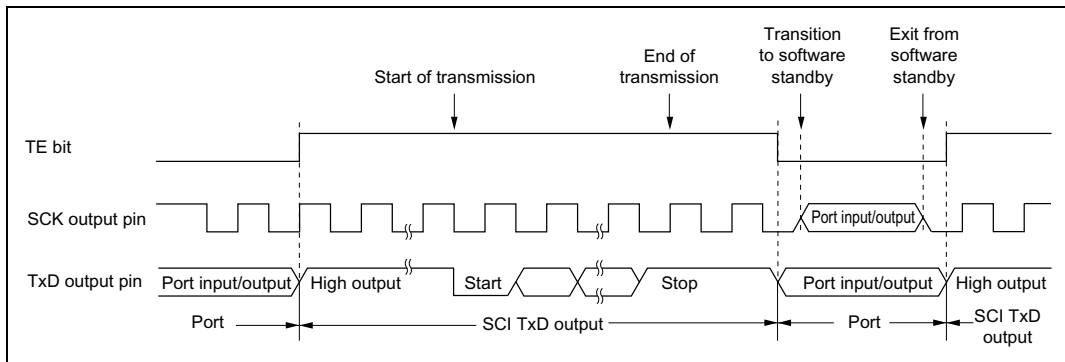 Transition
to software
standby
Exit from
software
standby
End of
transmission
Start of transmission
TE bit
SCK output pin
Port input/output
TxD output pin
Port input/output
High output
Start
Stop
Port input/output
High output
Port
SCI TxD output
Port
SCI TxD
output